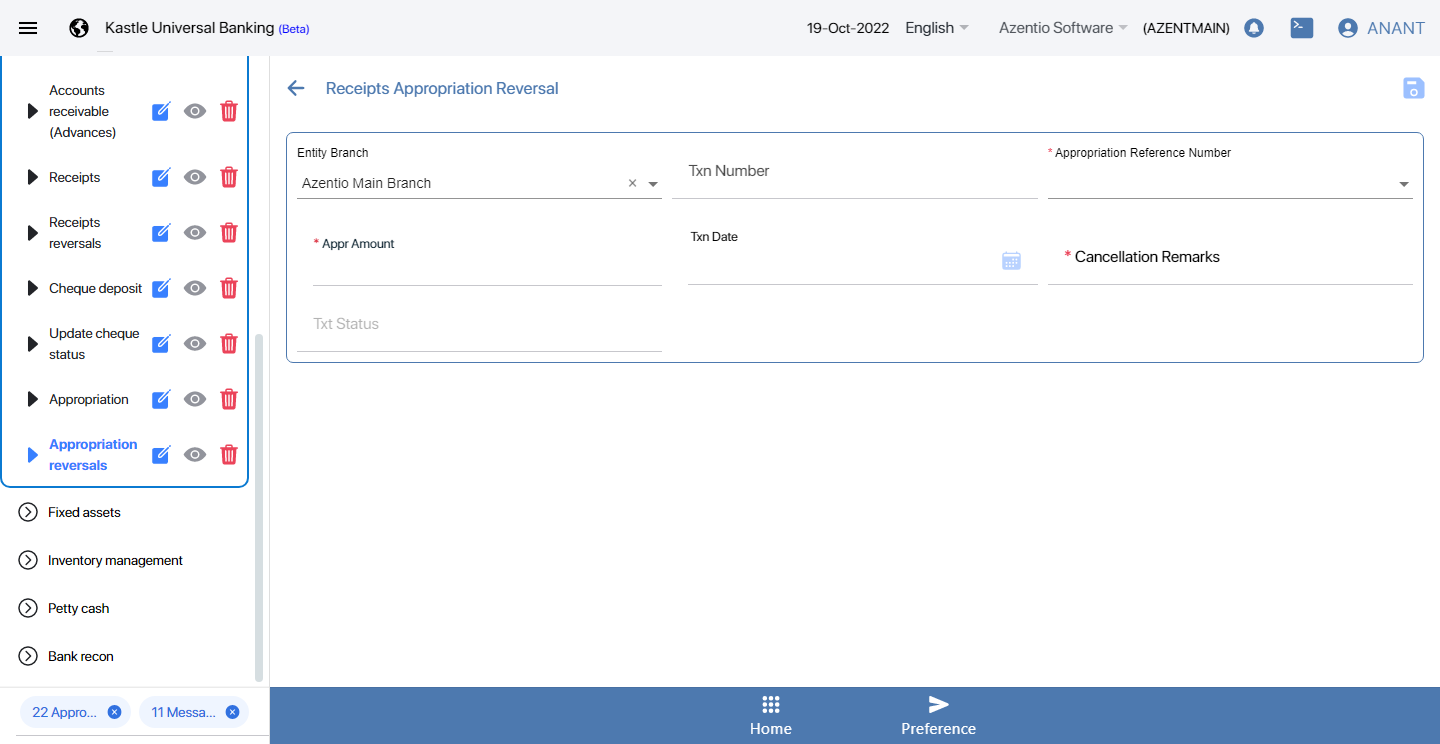 Kastle Universal Banking (Beta)
19-Oct-2022
English
Azentio Software
(AZENTMAIN)
ANANT
Accounts
receivable
(Advances)
Receipts
Receipts
reversals
Cheque deposit
Update cheque
status
Appropriation
Appropriation
reversals
Fixed assets
Inventory management
Petty cash
Bank recon
22 Appro...
11 Messa...
Receipts Appropriation Reversal
Entity Branch
Azentio Main Branch
Txn Number
* Appropriation Reference Number
* Appr Amount
Txn Date
* Cancellation Remarks
Txt Status
Home
Preference